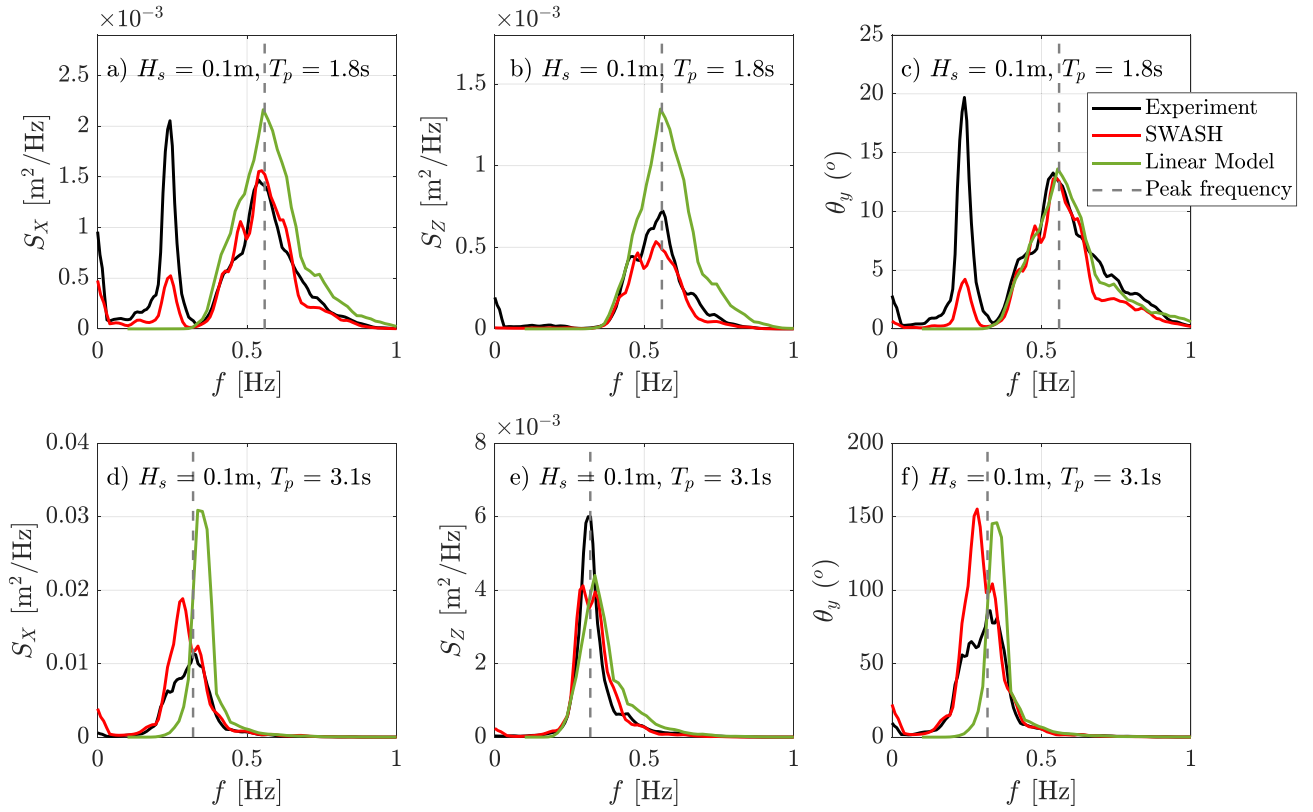 ×10⁻³
a) Hₛ = 0.1m, Tₚ = 1.8s
2.5
2
1.5
1
0.5
0
S_X [m²/Hz]
0
0.5
1
f [Hz]
×10⁻³
b) Hₛ = 0.1m, Tₚ = 1.8s
1.5
1
0.5
0
S_Z [m²/Hz]
0
0.5
1
f [Hz]
c) Hₛ = 0.1m, Tₚ = 1.8s
25
20
15
10
5
0
θ_y (°)
0
0.5
1
f [Hz]
Experiment
SWASH
Linear Model
Peak frequency
d) Hₛ = 0.1m, Tₚ = 3.1s
0.04
0.03
0.02
0.01
0
S_X [m²/Hz]
0
0.5
1
f [Hz]
×10⁻³
e) Hₛ = 0.1m, Tₚ = 3.1s
8
6
4
2
0
S_Z [m²/Hz]
0
0.5
1
f [Hz]
f) Hₛ = 0.1m, Tₚ = 3.1s
200
150
100
50
0
θ_y (°)
0
0.5
1
f [Hz]